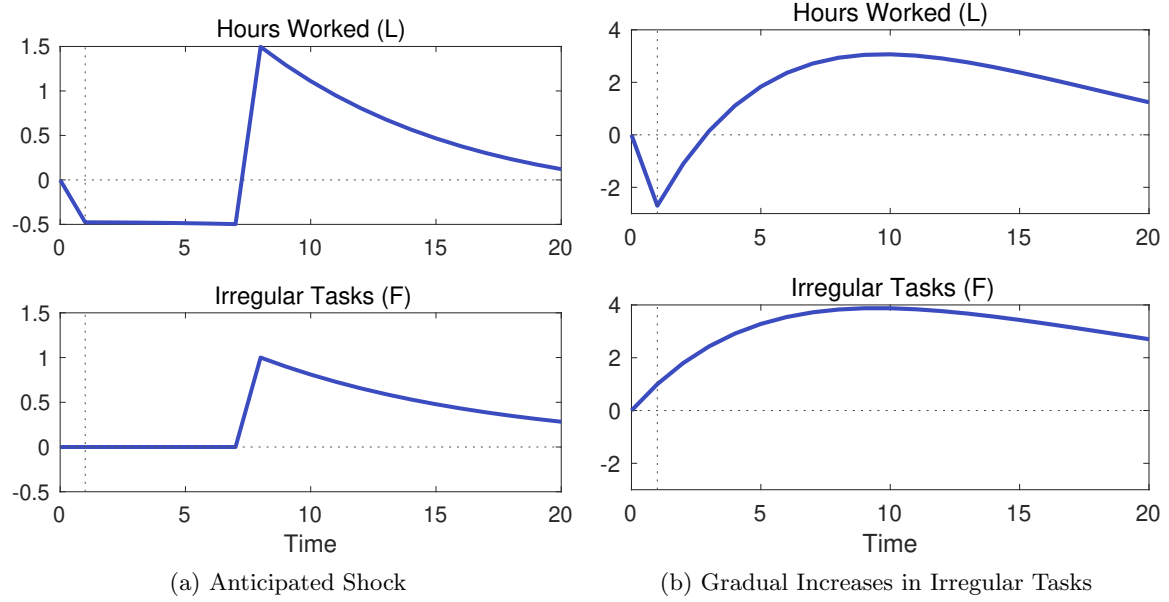 Hours Worked (L)
1.5
1
0.5
0
-0.5
0 5 10 15 20
Irregular Tasks (F)
1.5
1
0.5
0
-0.5
0 5 10 15 20
Time
(a) Anticipated Shock
Hours Worked (L)
4
2
0
-2
0 5 10 15 20
Irregular Tasks (F)
4
2
0
-2
0 5 10 15 20
Time
(b) Gradual Increases in Irregular Tasks